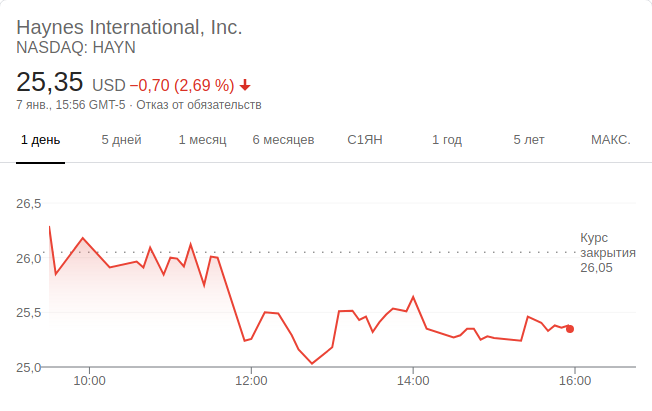 Haynes International, Inc.
NASDAQ: HAYN
25,35 USD −0,70 (2,69 %)
7 янв., 15:56 GMT-5 · Отказ от обязательств
1 день 5 дней 1 месяц 6 месяцев С1ЯН 1 год 5 лет МАКС.
26,5
26,0
25,5
25,0
Курс
закрытия
26,05
10:00 12:00 14:00 16:00